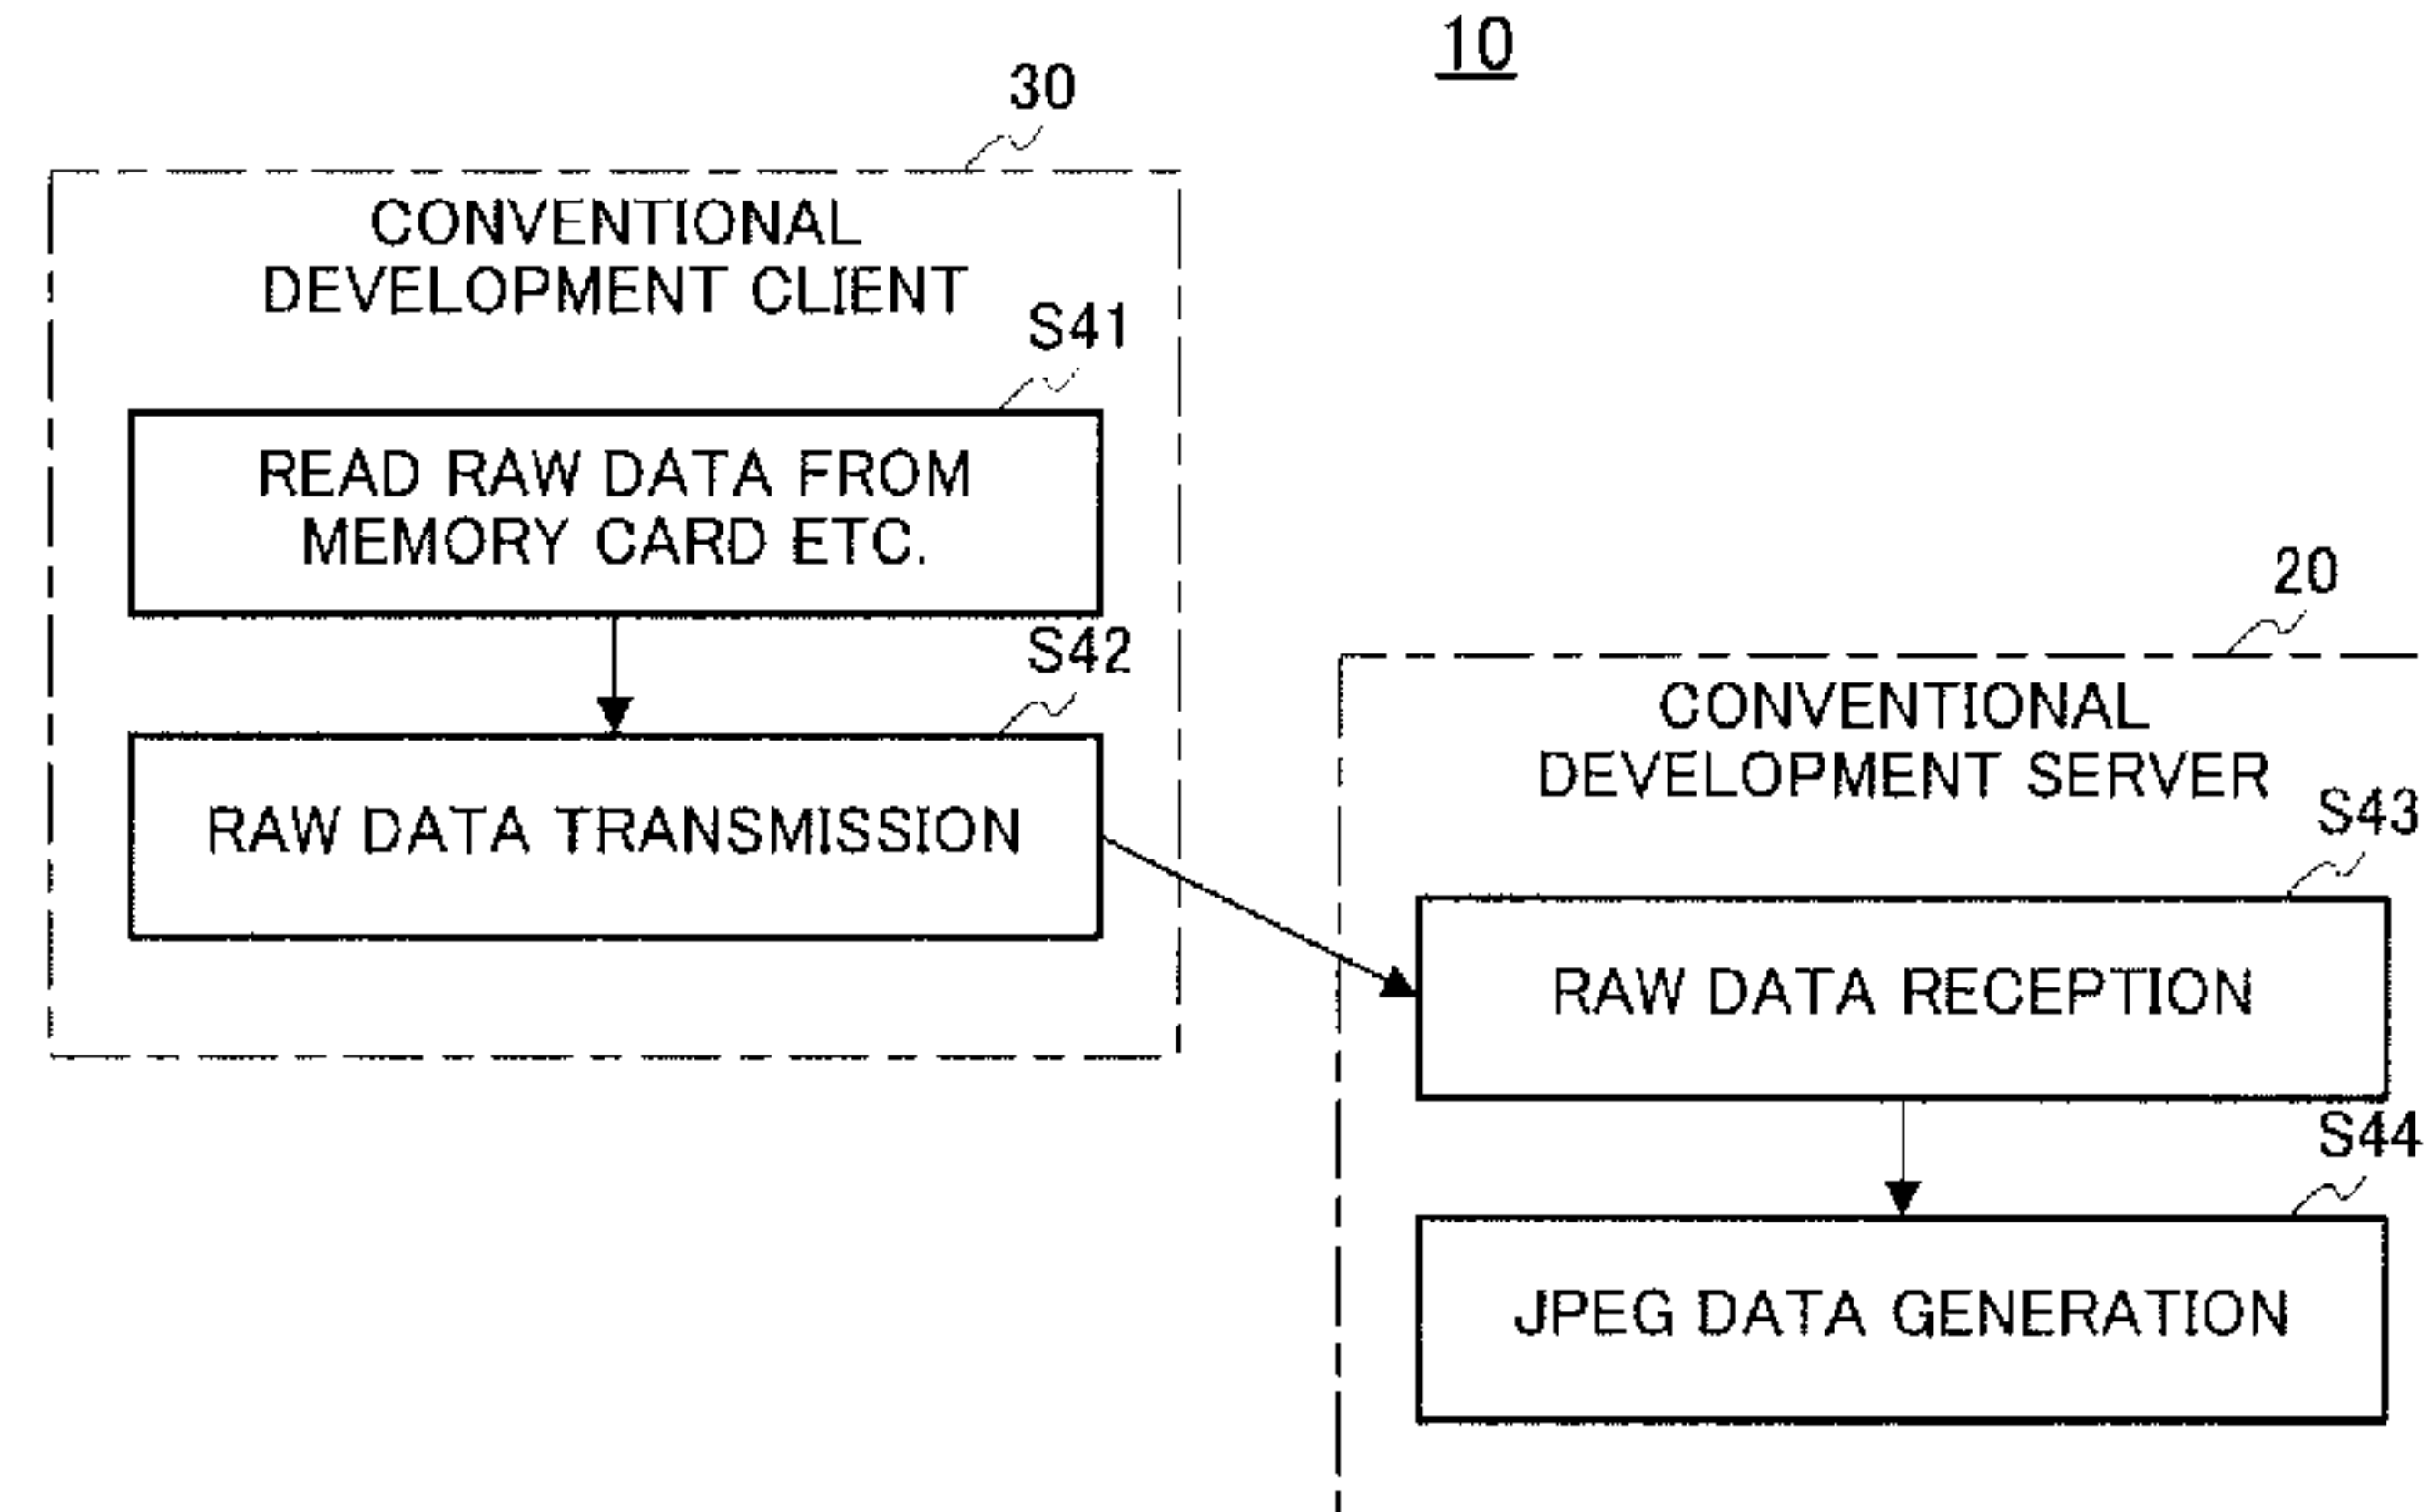 10
30
CONVENTIONAL
DEVELOPMENT CLIENT
S41
READ RAW DATA FROM
MEMORY CARD ETC.
S42
RAW DATA TRANSMISSION
20
CONVENTIONAL
DEVELOPMENT SERVER
S43
RAW DATA RECEPTION
S44
JPEG DATA GENERATION